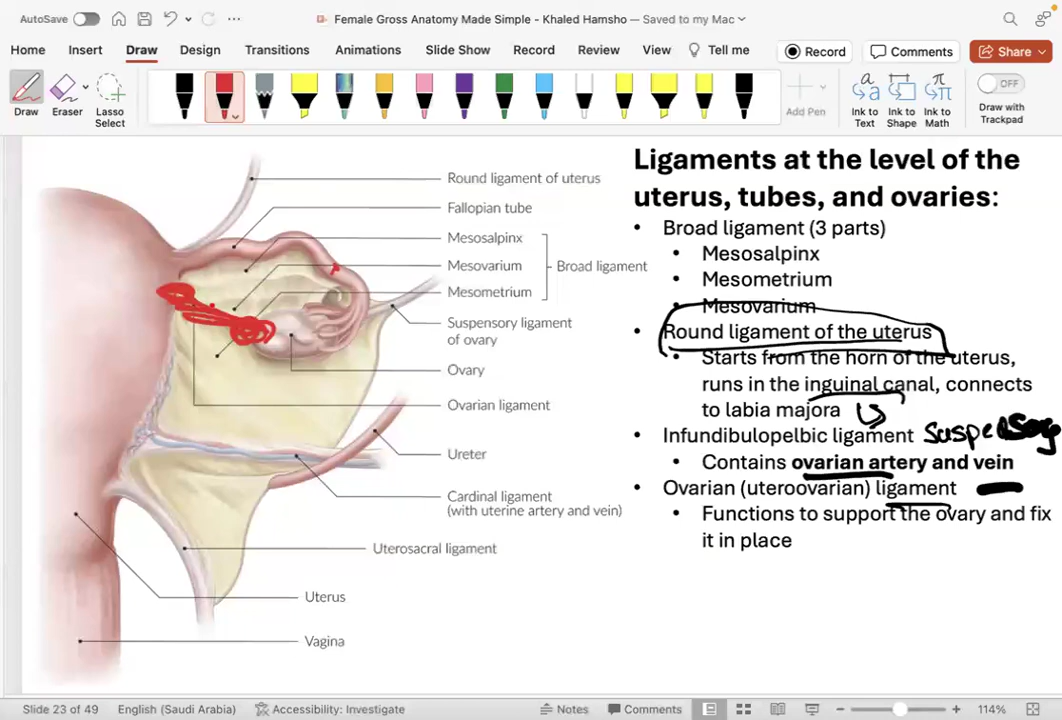 AutoSave
Female Gross Anatomy Made Simple - Khaled Hamsho — Saved to my Mac
Home Insert Draw Design Transitions Animations Slide Show Record Review View Tell me Record Comments Share
OFF
Draw Eraser Lasso Select Add Pen Ink to Text Ink to Shape Ink to Math Draw with Trackpad
Round ligament of uterus
Fallopian tube
Mesosalpinx
Mesovarium
Broad ligament
Mesometrium
Suspensory ligament
of ovary
Ovary
Ovarian ligament
Ureter
Cardinal ligament
(with uterine artery and vein)
Uterosacral ligament
Uterus
Vagina
Ligaments at the level of the
uterus, tubes, and ovaries:
• Broad ligament (3 parts)
• Mesosalpinx
• Mesometrium
• Mesovarium
• Round ligament of the uterus
• Starts from the horn of the uterus,
runs in the inguinal canal, connects
to labia majora
• Infundibulopelbic ligament suspensory
• Contains ovarian artery and vein
• Ovarian (uteroovarian) ligament
• Functions to support the ovary and fix
it in place
Slide 23 of 49 English (Saudi Arabia) Accessibility: Investigate Notes Comments 114%